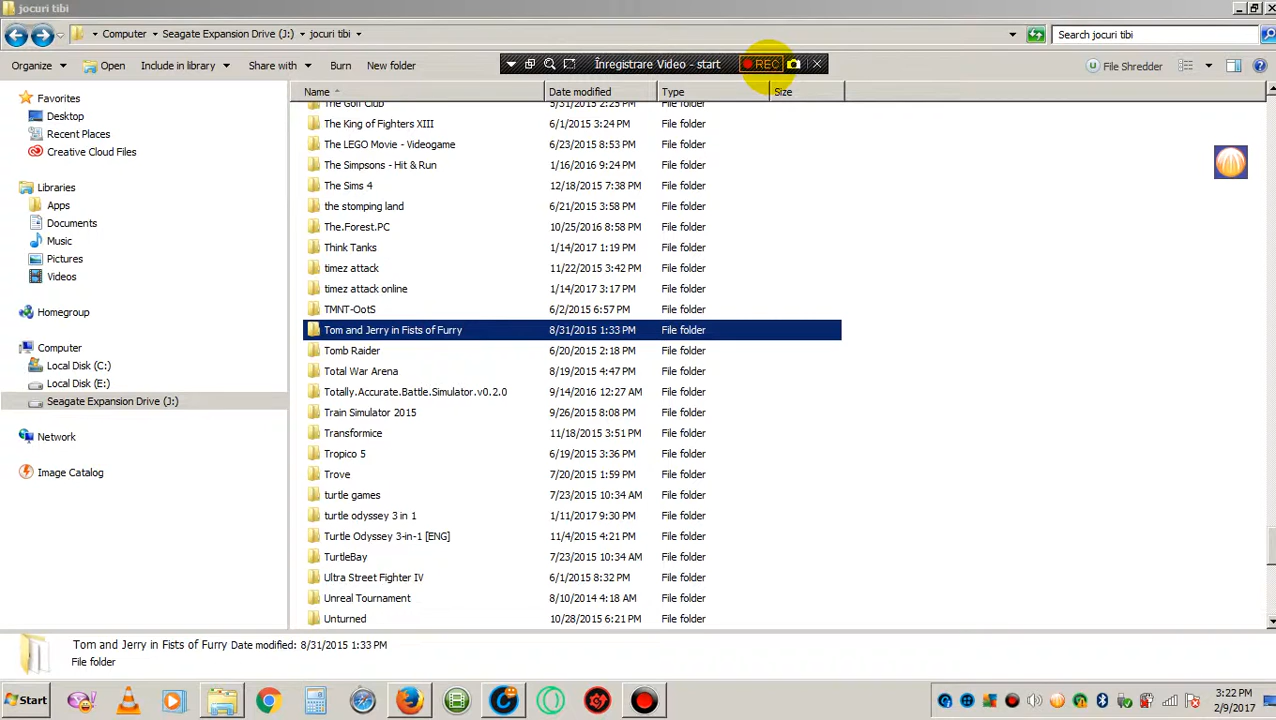 jocuri tibi
Computer Seagate Expansion Drive (J:) jocuri tibi
Search jocuri tibi
Organize Open Include in library Share with Burn New folder
Înregistrare Video - start REC
File Shredder
Favorites
Desktop
Recent Places
Creative Cloud Files
Libraries
Apps
Documents
Music
Pictures
Videos
Homegroup
Computer
Local Disk (C:)
Local Disk (E:)
Seagate Expansion Drive (J:)
Network
Image Catalog
Name Date modified Type Size
The Golf Club 5/31/2015 2:25 PM File folder
The King of Fighters XIII 6/1/2015 3:24 PM File folder
The LEGO Movie - Videogame 6/23/2015 8:53 PM File folder
The Simpsons - Hit & Run 1/16/2016 9:24 PM File folder
The Sims 4 12/18/2015 7:38 PM File folder
the stomping land 6/21/2015 3:58 PM File folder
The.Forest.PC 10/25/2016 8:58 PM File folder
Think Tanks 1/14/2017 1:19 PM File folder
timez attack 11/22/2015 3:42 PM File folder
timez attack online 1/14/2017 3:17 PM File folder
TMNT-OotS 6/2/2015 6:57 PM File folder
Tom and Jerry in Fists of Furry 8/31/2015 1:33 PM File folder
Tomb Raider 6/20/2015 2:18 PM File folder
Total War Arena 8/19/2015 4:47 PM File folder
Totally.Accurate.Battle.Simulator.v0.2.0 9/14/2016 12:27 AM File folder
Train Simulator 2015 9/26/2015 8:08 PM File folder
Transformice 11/18/2015 3:51 PM File folder
Tropico 5 6/19/2015 3:36 PM File folder
Trove 7/20/2015 1:59 PM File folder
turtle games 7/23/2015 10:34 AM File folder
turtle odyssey 3 in 1 1/11/2017 9:30 PM File folder
Turtle Odyssey 3-in-1 [ENG] 11/4/2015 4:21 PM File folder
TurtleBay 7/23/2015 10:34 AM File folder
Ultra Street Fighter IV 6/1/2015 8:32 PM File folder
Unreal Tournament 8/10/2014 4:18 AM File folder
Unturned 10/28/2015 6:21 PM File folder
Tom and Jerry in Fists of Furry Date modified: 8/31/2015 1:33 PM
File folder
Start
3:22 PM
2/9/2017